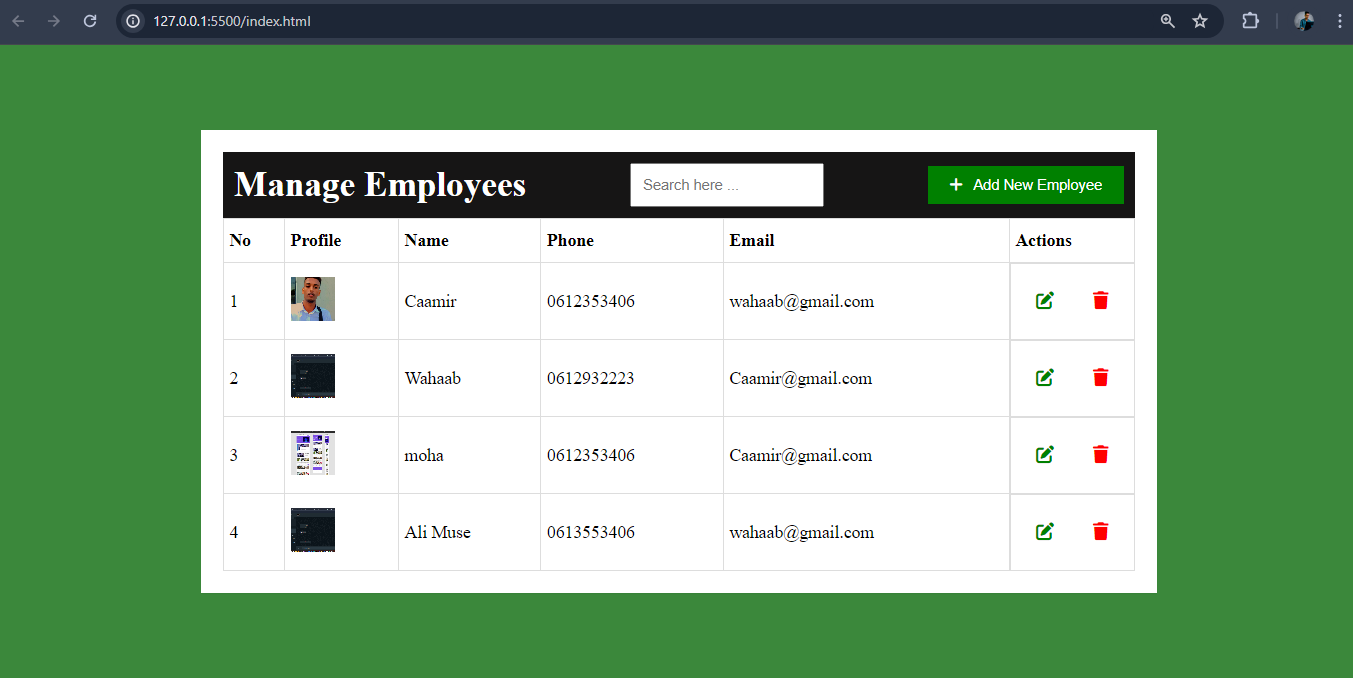 127.0.0.1:5500/index.html
Manage Employees
Search here ...
Add New Employee
No Profile Name Phone Email Actions
1 Caamir 0612353406 wahaab@gmail.com
2 Wahaab 0612932223 Caamir@gmail.com
3 moha 0612353406 Caamir@gmail.com
4 Ali Muse 0613553406 wahaab@gmail.com